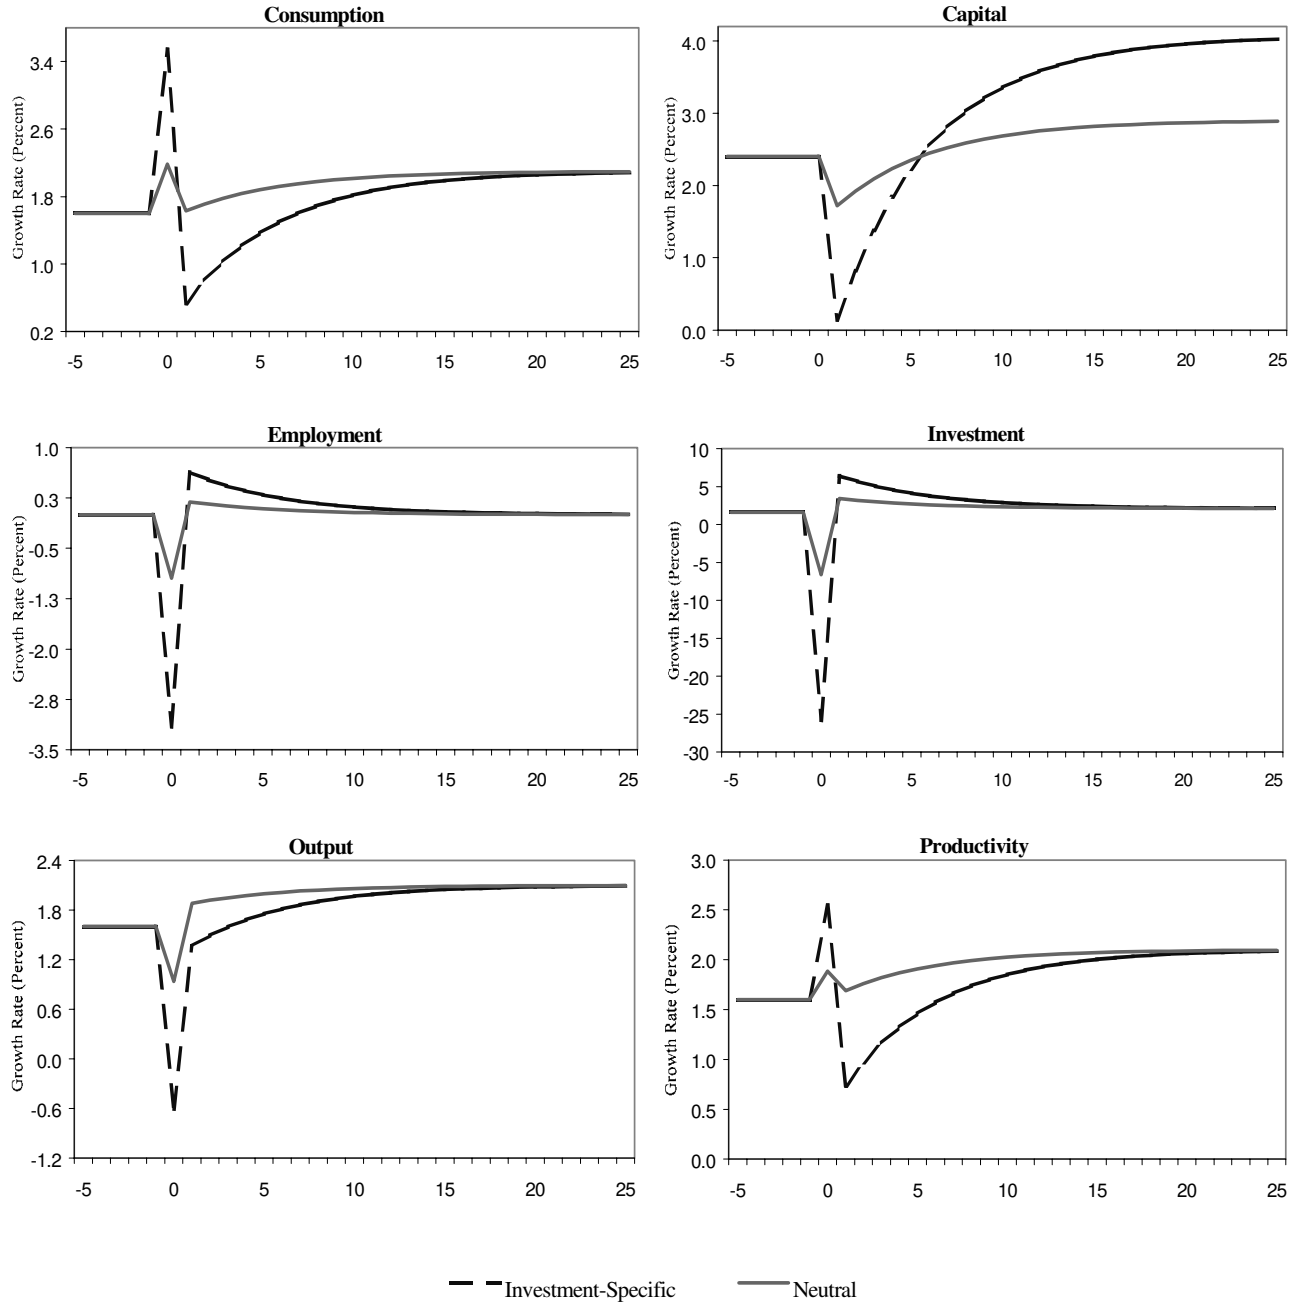 Consumption
Growth Rate (Percent)
3.4
2.6
1.8
1.0
0.2
-5 0 5 10 15 20 25
Capital
Growth Rate (Percent)
4.0
3.0
2.0
1.0
0.0
-5 0 5 10 15 20 25
Employment
Growth Rate (Percent)
1.0
0.3
-0.5
-1.3
-2.0
-2.8
-3.5
-5 0 5 10 15 20 25
Investment
Growth Rate (Percent)
10
5
0
-5
-10
-15
-20
-25
-30
-5 0 5 10 15 20 25
Output
Growth Rate (Percent)
2.4
1.8
1.2
0.6
0.0
-0.6
-1.2
-5 0 5 10 15 20 25
Productivity
Growth Rate (Percent)
3.0
2.5
2.0
1.5
1.0
0.5
0.0
-5 0 5 10 15 20 25
Investment-Specific Neutral